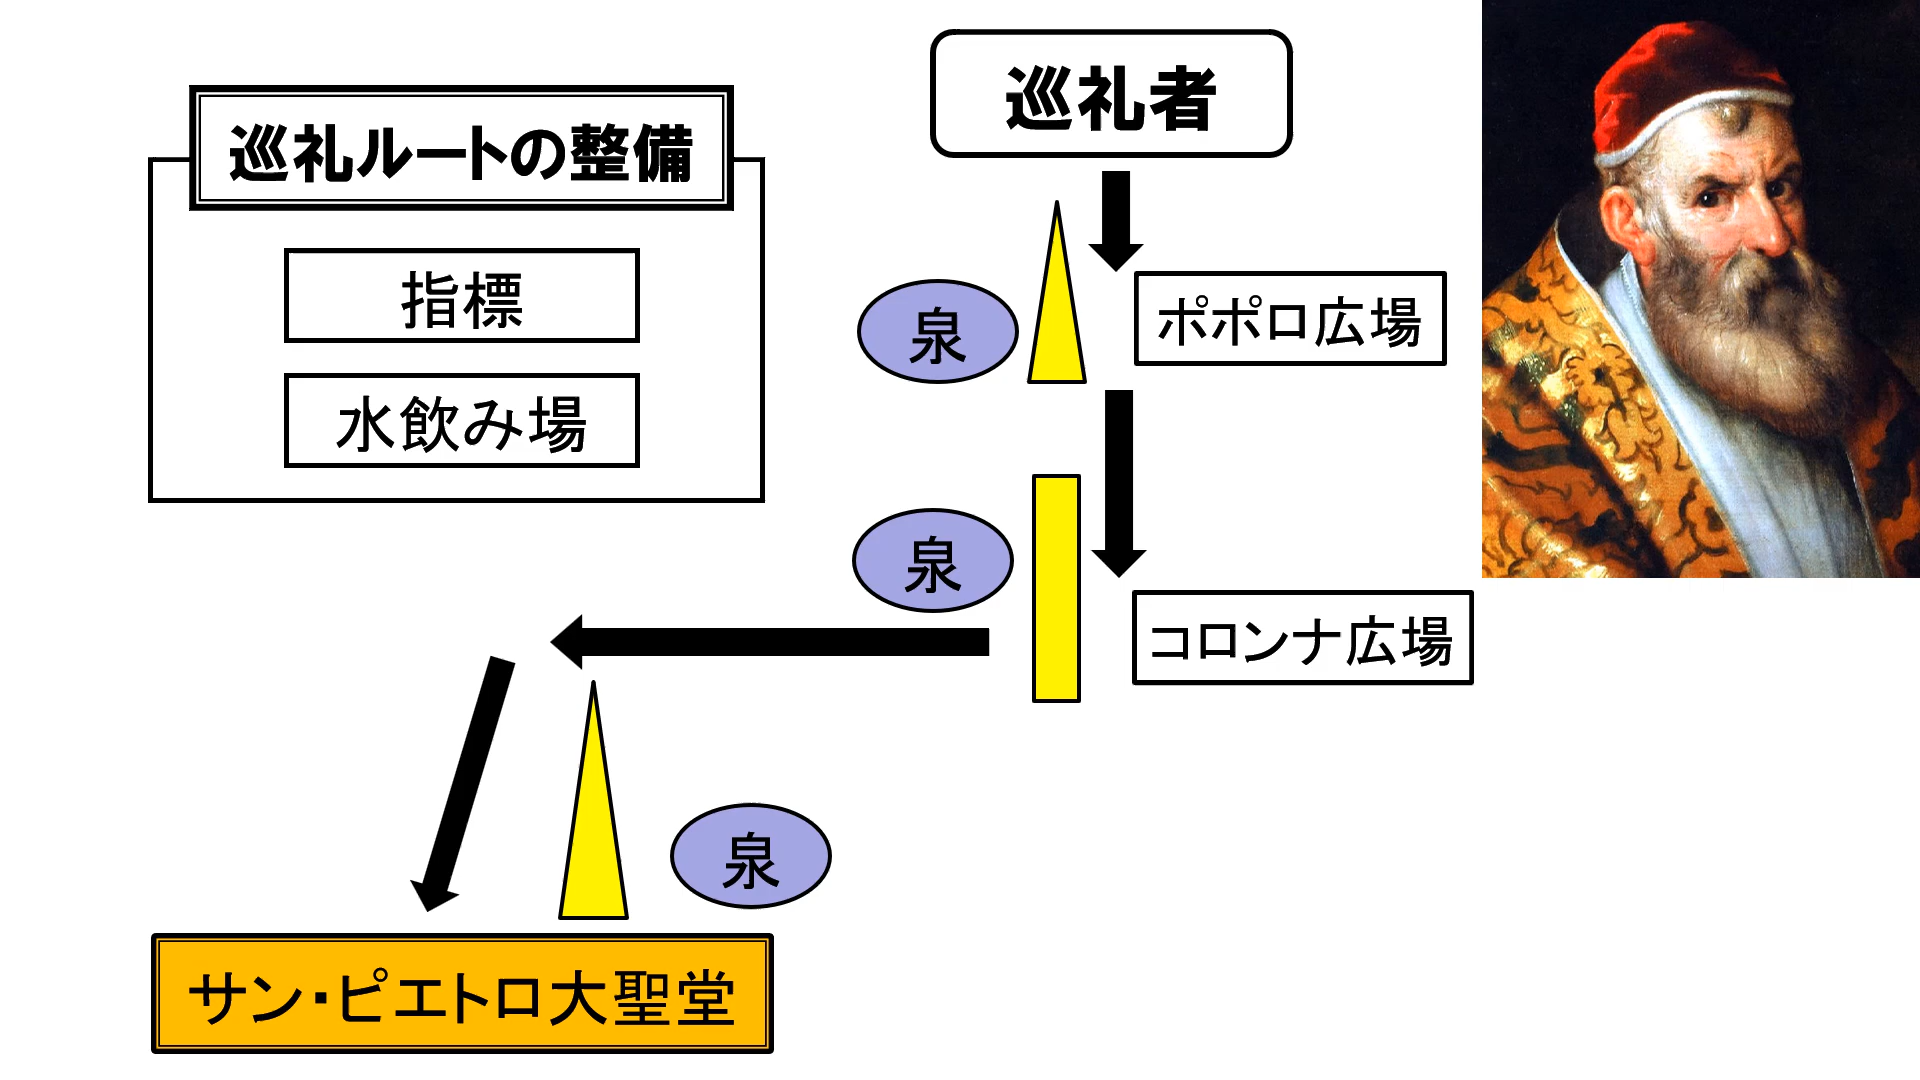 巡礼ルートの整備
指標
水飲み場
巡礼者
泉
ポポロ広場
泉
コロンナ広場
泉
サン・ピエトロ大聖堂